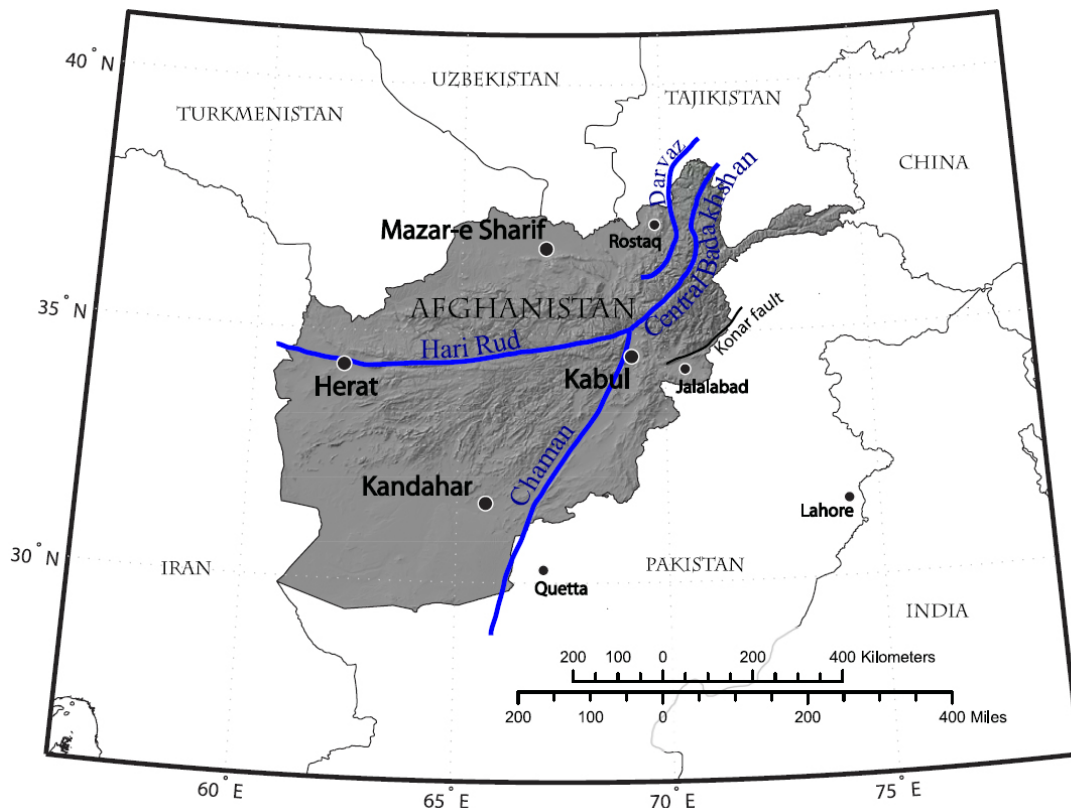 40° N
UZBEKISTAN
TAJIKISTAN
TURKMENISTAN
CHINA
Darvaz
Central Badakhshan
Mazar-e Sharif
Rostaq
35° N
AFGHANISTAN
Konar fault
Hari Rud
Herat
Kabul
Jalalabad
Chaman
Kandahar
Lahore
30° N
IRAN
Quetta
PAKISTAN
INDIA
200 100 0 200 400 Kilometers
200 100 0 200 400 Miles
60° E
65° E
70° E
75° E